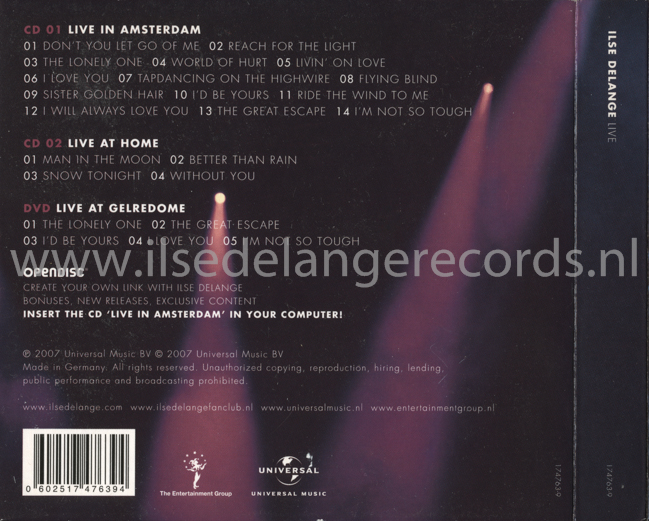 CD 01 LIVE IN AMSTERDAM
01 DON'T YOU LET GO OF ME 02 REACH FOR THE LIGHT
03 THE LONELY ONE 04 WORLD OF HURT 05 LIVIN' ON LOVE
06 I LOVE YOU 07 TAPDANCING ON THE HIGHWIRE 08 FLYING BLIND
09 SISTER GOLDEN HAIR 10 I'D BE YOURS 11 RIDE THE WIND TO ME
12 I WILL ALWAYS LOVE YOU 13 THE GREAT ESCAPE 14 I'M NOT SO TOUGH
CD 02 LIVE AT HOME
01 MAN IN THE MOON 02 BETTER THAN RAIN
03 SNOW TONIGHT 04 WITHOUT YOU
DVD LIVE AT GELREDOME
01 THE LONELY ONE 02 THE GREAT ESCAPE
03 I'D BE YOURS 04 I LOVE YOU 05 I'M NOT SO TOUGH
www.ilsedelangerecords.nl
OPENDISC
CREATE YOUR OWN LINK WITH ILSE DELANGE
BONUSES, NEW RELEASES, EXCLUSIVE CONTENT
INSERT THE CD 'LIVE IN AMSTERDAM' IN YOUR COMPUTER!
℗ 2007 Universal Music BV © 2007 Universal Music BV
Made in Germany. All rights reserved. Unauthorized copying, reproduction, hiring, lending,
public performance and broadcasting prohibited.
www.ilsedelange.com www.ilsedelangefanclub.nl www.universalmusic.nl www.entertainmentgroup.nl
0 602517 476394
The Entertainment Group
UNIVERSAL
UNIVERSAL MUSIC
174763-9
ILSE DELANGE LIVE
174763-9